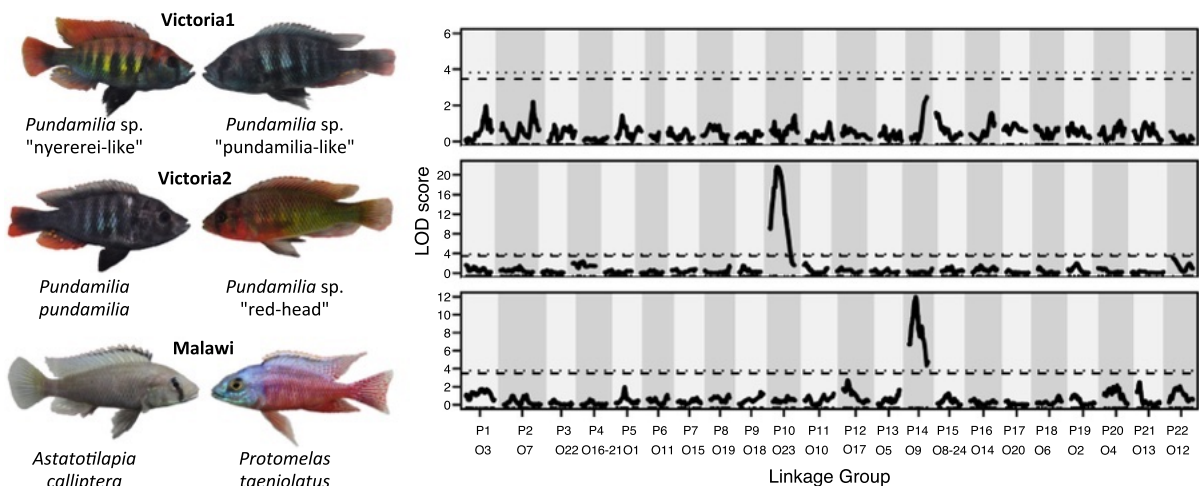 Victoria1
Pundamilia sp.
"nyererei-like"
Pundamilia sp.
"pundamilia-like"
Victoria2
Pundamilia
pundamilia
Pundamilia sp.
"red-head"
Malawi
Astatotilapia
calliptera
Protomelas
taeniolatus
LOD score
6
4
2
0
20
16
12
8
4
0
12
10
8
6
4
2
0
P1 P2 P3 P4 P5 P6 P7 P8 P9 P10 P11 P12 P13 P14 P15 P16 P17 P18 P19 P20 P21 P22
O3 O7 O22 O16-21 O1 O11 O15 O19 O18 O23 O10 O17 O5 O9 O8-24 O14 O20 O6 O2 O4 O13 O12
Linkage Group